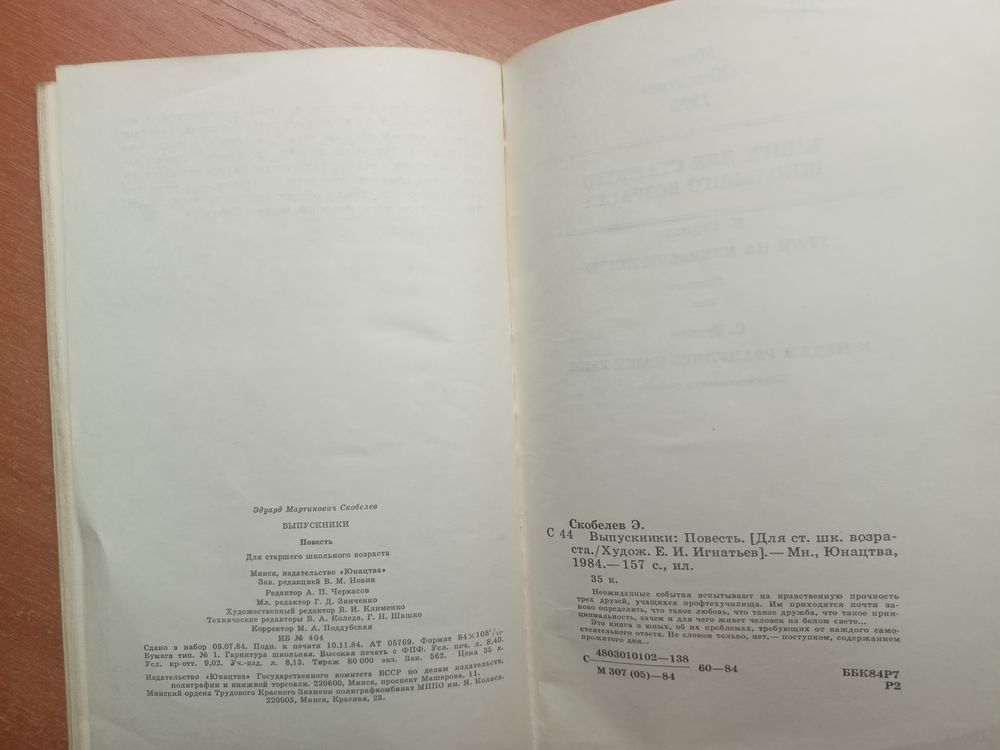 Эдуард Мартинович Скобелев
ВЫПУСКНИКИ
Повесть
Для старшего школьного возраста
Минск, издательство «Юнацтва»
Зав. редакцией В. М. Новик
Редактор А. П. Черкасов
Мл. редактор Г. Д. Зинченко
Художественный редактор В. И. Клименко
Технические редакторы В. А. Коледа, Г. Н. Шашко
Корректор М. А. Поддубская
ИБ № 404
Сдано в набор 09.07.84. Подп. к печати 10.11.84. АТ 05769. Формат 84×108¹/₃₂.
Бумага тип. № 1. Гарнитура школьная. Высокая печать с ФПФ. Усл. печ. л. 8,40.
Усл. кр-отт. 9,02. Уч.-изд. л. 8,13. Тираж 80 000 экз. Зак. 562. Цена 35 к.
Издательство «Юнацтва» Государственного комитета БССР по делам издательств,
полиграфии и книжной торговли. 220600, Минск, проспект Машерова, 11.
Минский ордена Трудового Красного Знамени полиграфкомбинат МППО им. Я. Коласа.
220005, Минск, Красная, 23.
Скобелев Э.
С 44 Выпускники: Повесть. [Для ст. шк. возра-
ста./Худож. Е. И. Игнатьев].— Мн., Юнацтва,
1984.— 157 с., ил.
35 к.
Неожиданные события испытывают на нравственную прочность
трех друзей, учащихся профтехучилища. Им приходится почти за-
ново определить, что такое любовь, что такое дружба, что такое прин-
ципиальность, зачем и для чего живет человек на белом свете...
Это книга о юных, об их проблемах, требующих от каждого само-
стоятельного ответа. Не словом только, нет,— поступком, содержанием
прожитого дня...
С 4803010102—138
М 307 (05)—84 60—84
ББК84Р7
Р2